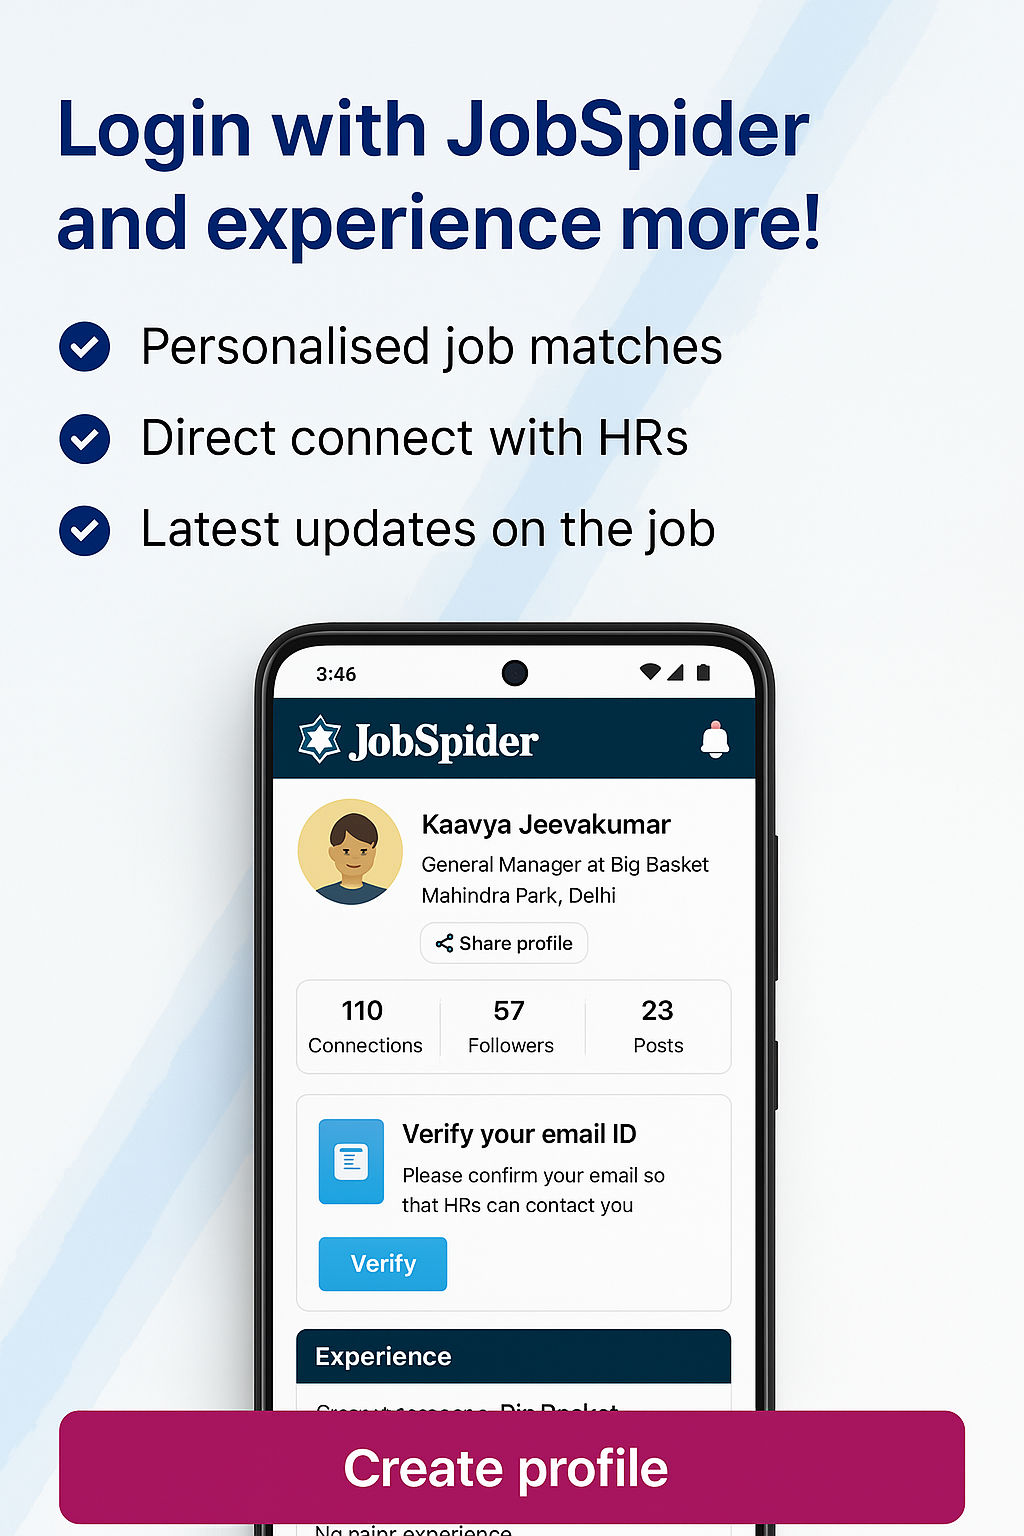 Login with JobSpider
and experience more!
Personalised job matches
Direct connect with HRs
Latest updates on the job
3:46
JobSpider
Kaavya Jeevakumar
General Manager at Big Basket
Mahindra Park, Delhi
Share profile
110
57
23
Connections
Followers
Posts
Verify your email ID
Please confirm your email so
that HRs can contact you
Verify
Experience
Create profile
experience